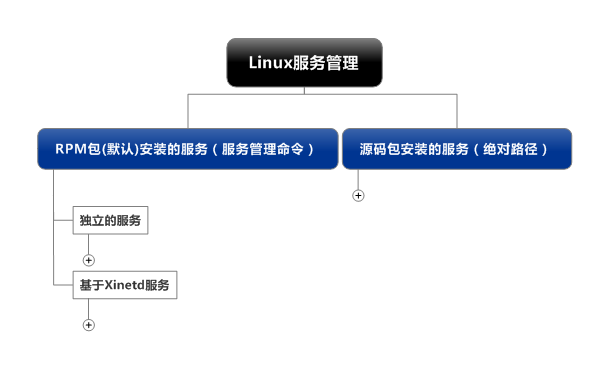 Linux服务管理
RPM包(默认)安装的服务（服务管理命令）
源码包安装的服务（绝对路径）
独立的服务
基于Xinetd服务